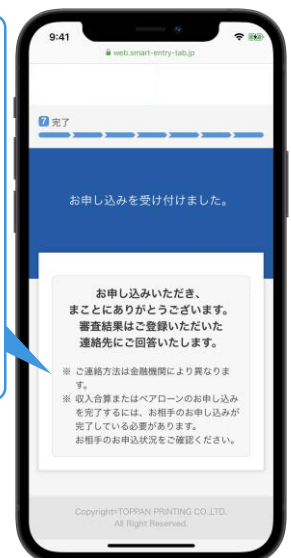 9:41
web.smart-entry-tab.jp
7 完了
お申し込みを受け付けました。
お申し込みいただき、
まことにありがとうございます。
審査結果はご登録いただいた
連絡先にご回答いたします。
※ ご連絡方法は金融機関により異なりま
す。
※ 収入合算またはペアローンのお申し込み
を完了するには、お相手のお申し込みが
完了している必要があります。
お相手のお申込状況をご確認ください。
Copyright©TOPPAN PRINTING CO.,LTD.
All Right Reserved.